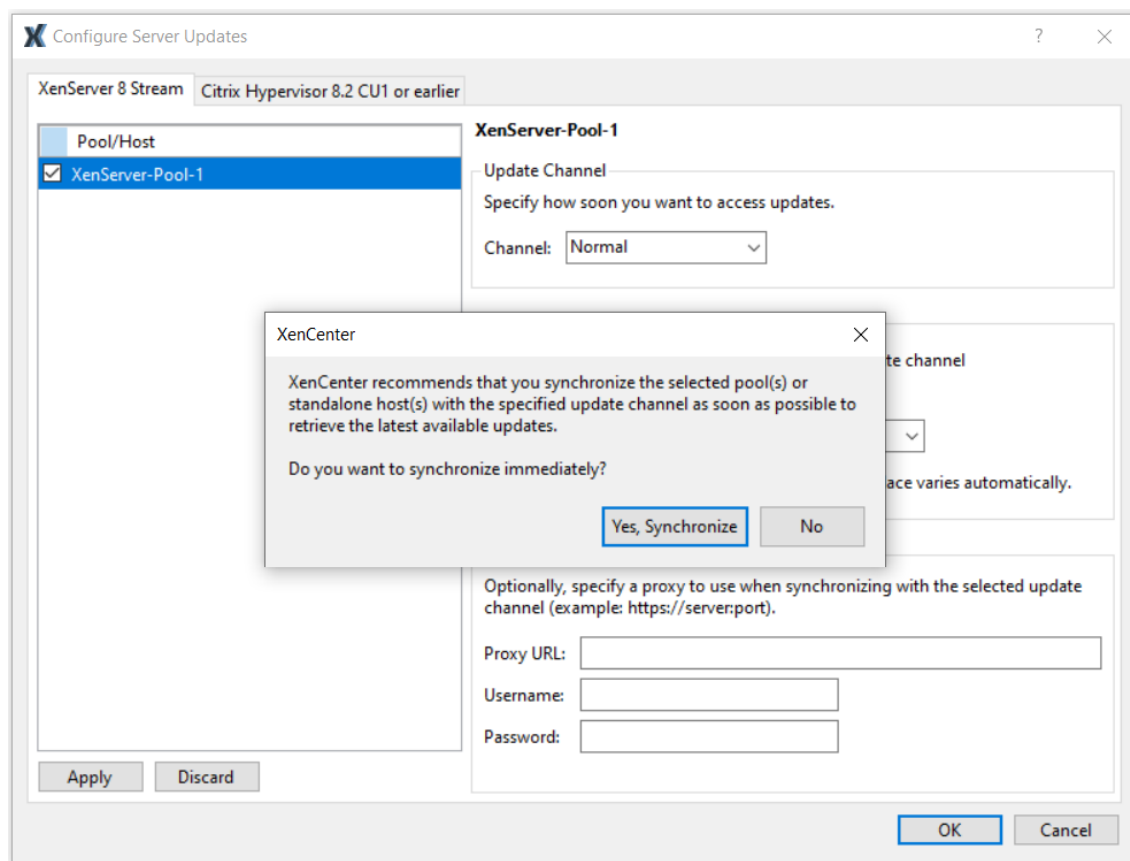 Configure Server Updates
XenServer 8 Stream
Citrix Hypervisor 8.2 CU1 or earlier
Pool/Host
XenServer-Pool-1
XenServer-Pool-1
Update Channel
Specify how soon you want to access updates.
Channel: Normal
te channel
ace varies automatically.
XenCenter
XenCenter recommends that you synchronize the selected pool(s) or
standalone host(s) with the specified update channel as soon as possible to
retrieve the latest available updates.
Do you want to synchronize immediately?
Yes, Synchronize
No
Optionally, specify a proxy to use when synchronizing with the selected update
channel (example: https://server:port).
Proxy URL:
Username:
Password:
Apply
Discard
OK
Cancel